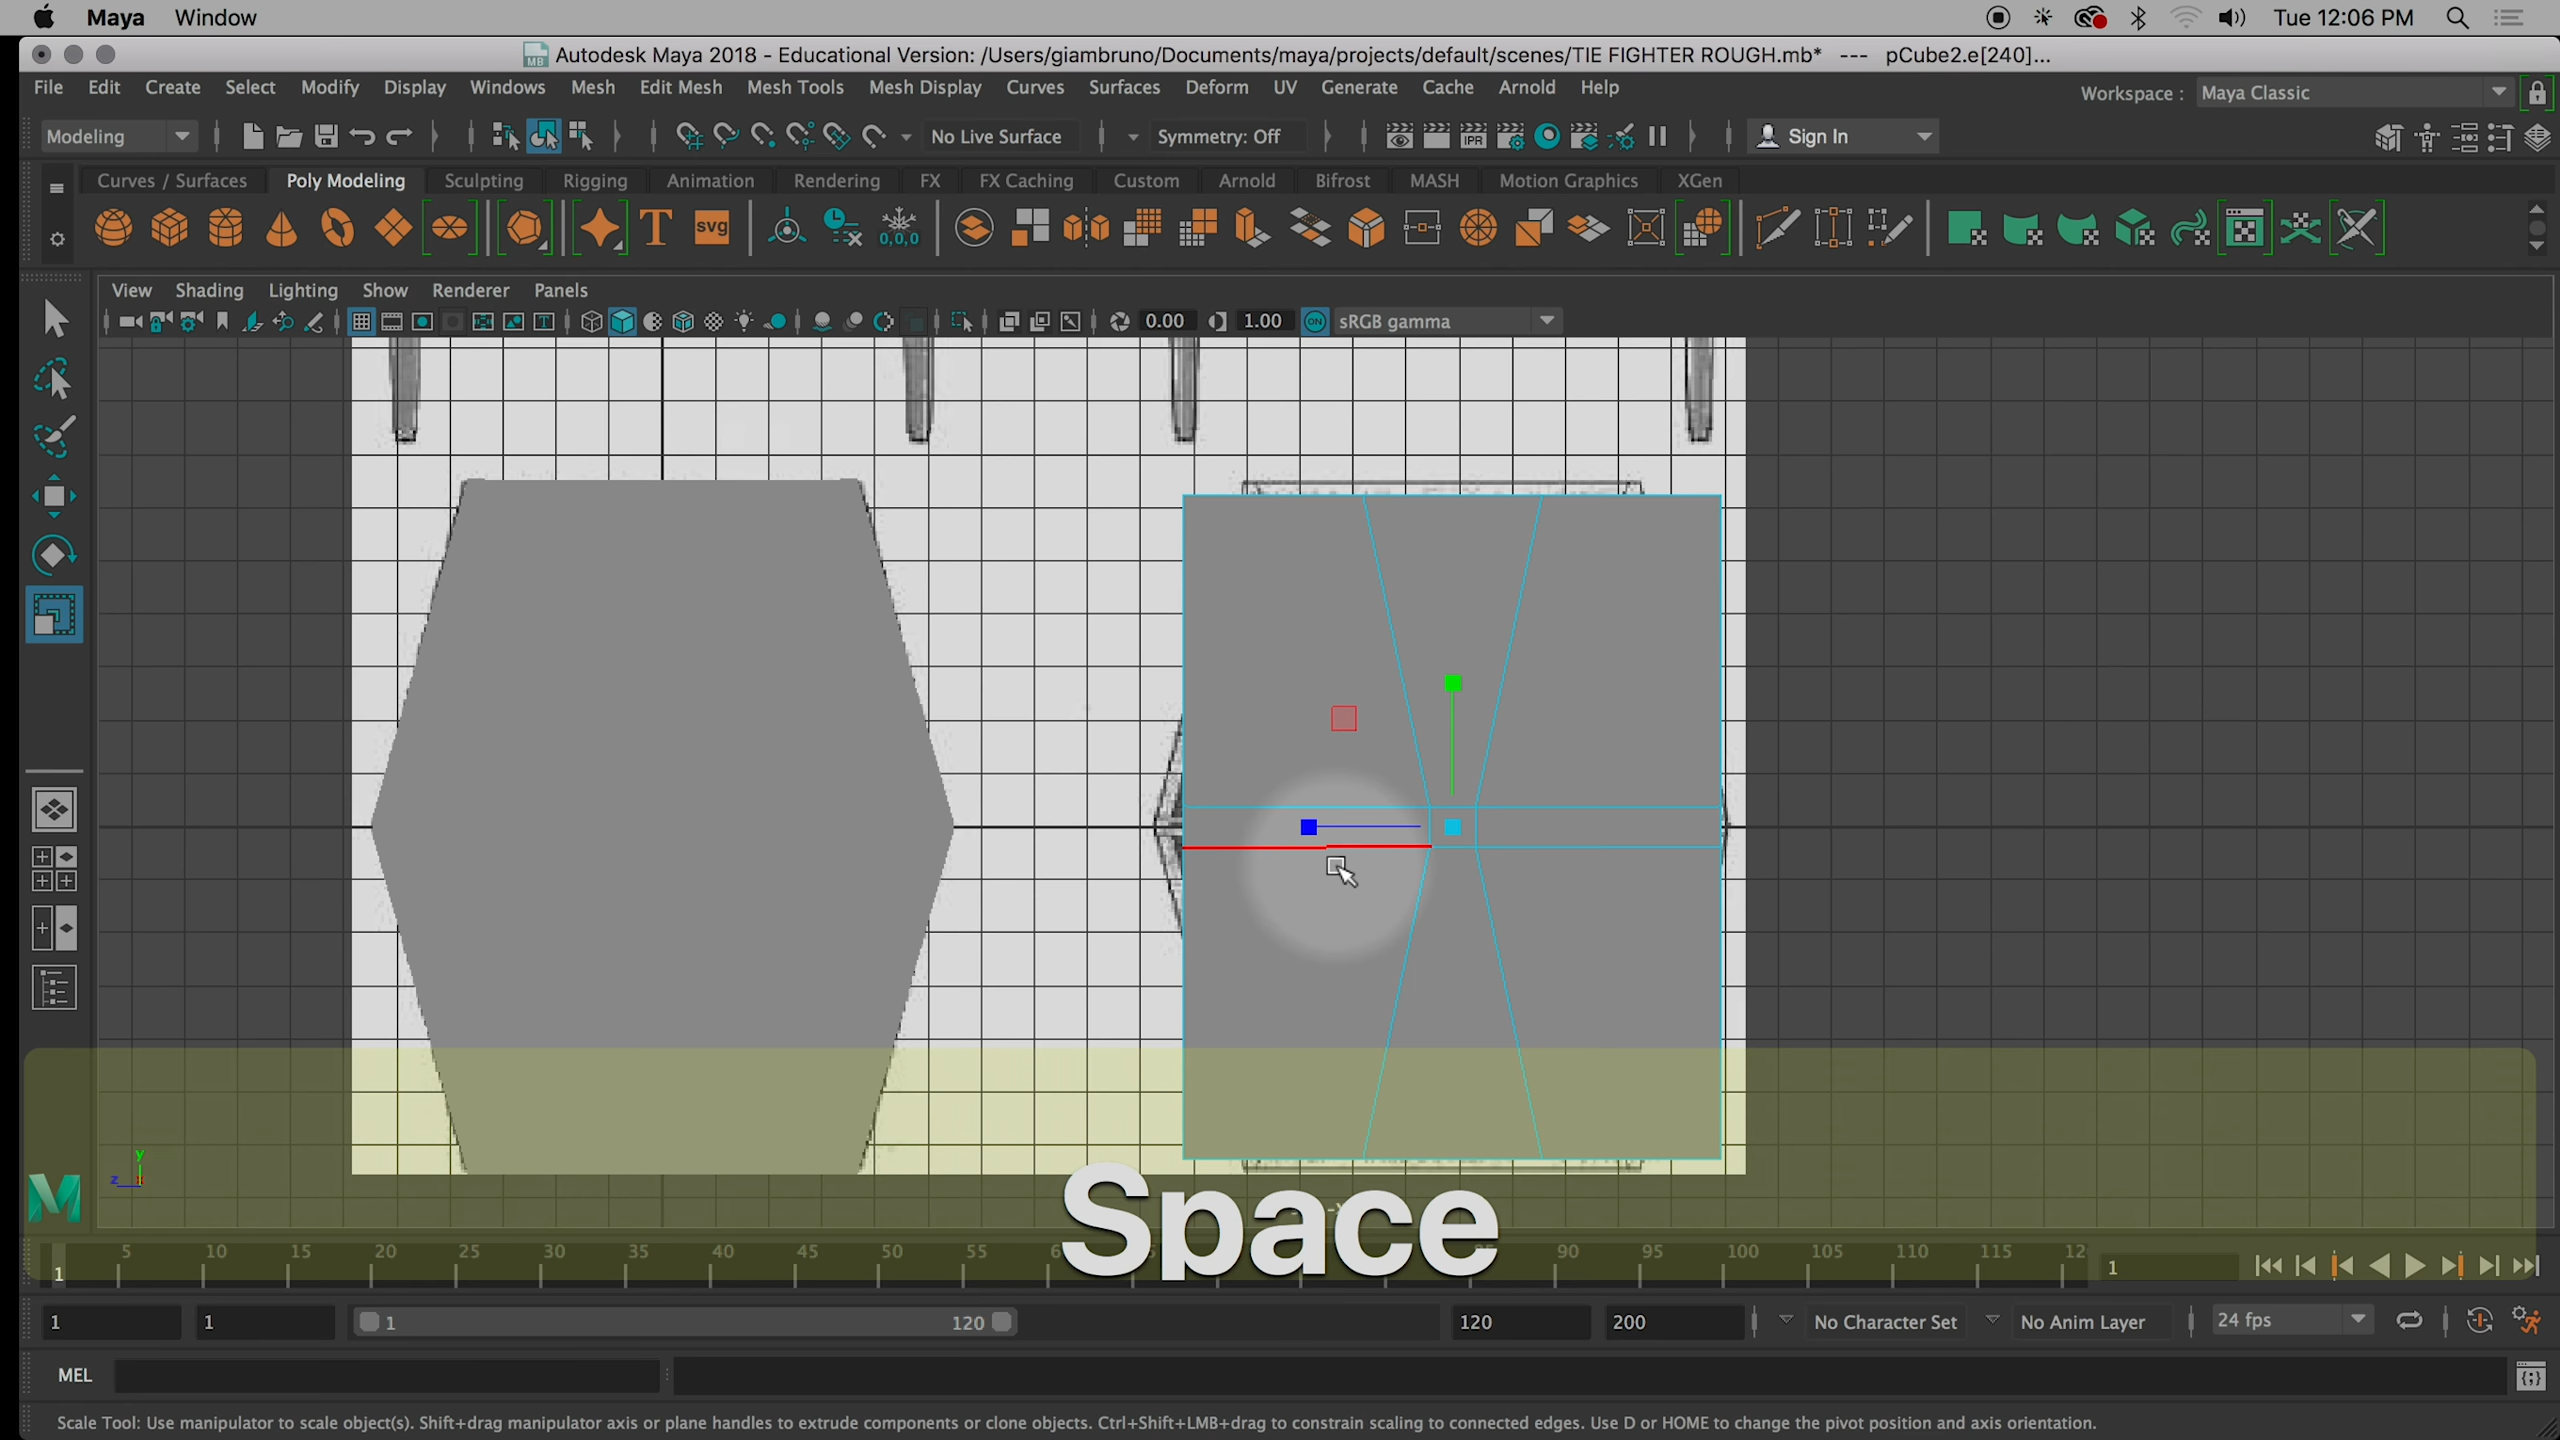 Maya Window Tue 12:06 PM
MB Autodesk Maya 2018 - Educational Version: /Users/giambruno/Documents/maya/projects/default/scenes/TIE FIGHTER ROUGH.mb* --- pCube2.e[240]...
File Edit Create Select Modify Display Windows Mesh Edit Mesh Mesh Tools Mesh Display Curves Surfaces Deform UV Generate Cache Arnold Help Workspace : Maya Classic
Modeling No Live Surface Symmetry: Off IPR Sign In
Curves / Surfaces Poly Modeling Sculpting Rigging Animation Rendering FX FX Caching Custom Arnold Bifrost MASH Motion Graphics XGen
T svg 0,0,0
View Shading Lighting Show Renderer Panels
0.00 1.00 ON sRGB gamma
y
z
M
Space
5 10 15 20 25 30 35 40 45 50 55 90 95 100 105 110 115 12
1 1
1 1 1 120 120 200 No Character Set No Anim Layer 24 fps
MEL
Scale Tool: Use manipulator to scale object(s). Shift+drag manipulator axis or plane handles to extrude components or clone objects. Ctrl+Shift+LMB+drag to constrain scaling to connected edges. Use D or HOME to change the pivot position and axis orientation.